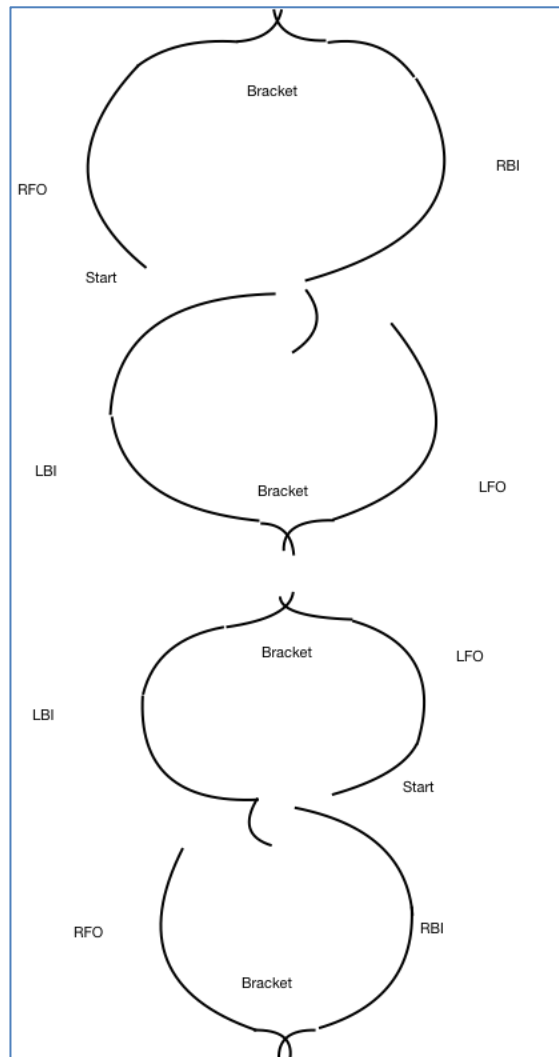 Bracket
RBI
RFO
Start
LBI
Bracket
LFO
Bracket
LFO
LBI
Start
RBI
RFO
Bracket